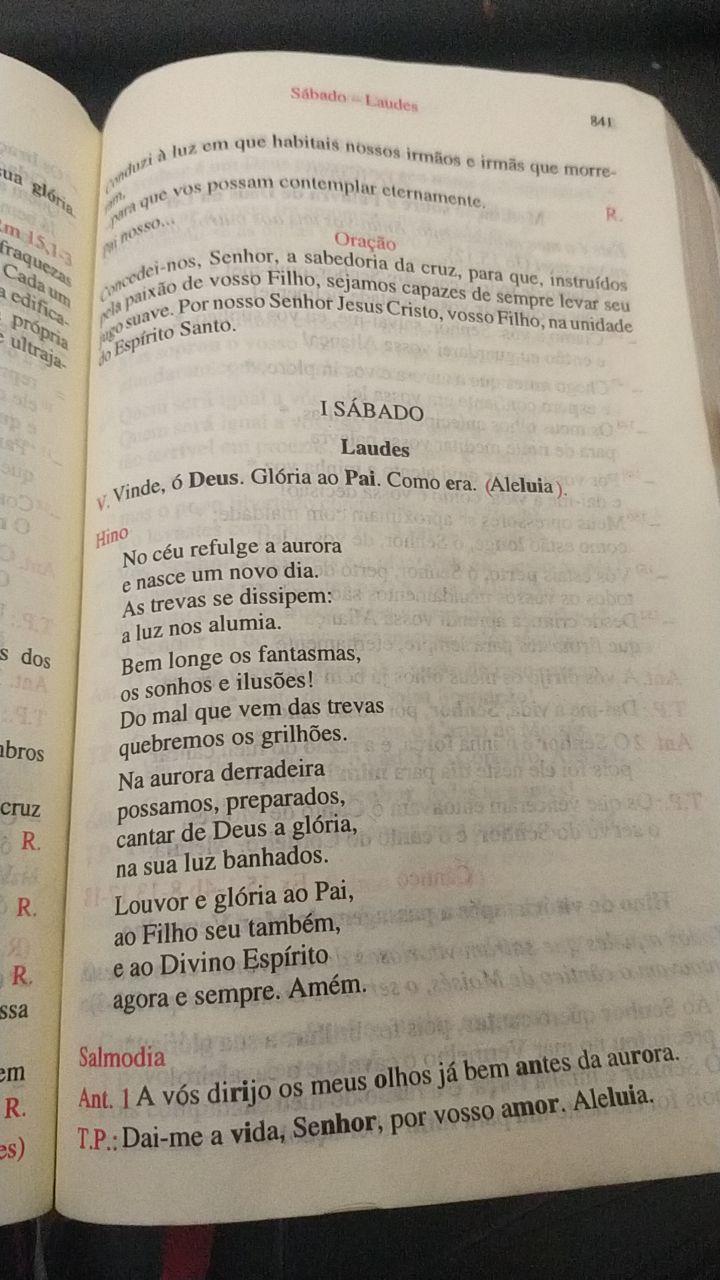 sua glória.
Rm 15,1-3
fraquezas
Cada um
a edifica-
própria
e ultraja-
s dos
mbros
cruz
R.
R.
R.
ssa
em
R.
es)
Sábado – Laudes
841
Conduzi à luz em que habitais nossos irmãos e irmãs que morre-
ram,
para que vos possam contemplar eternamente. R.
Pai nosso...
Oração
Concedei-nos, Senhor, a sabedoria da cruz, para que, instruídos
pela paixão de vosso Filho, sejamos capazes de sempre levar seu
jugo suave. Por nosso Senhor Jesus Cristo, vosso Filho, na unidade
do Espírito Santo.
I SÁBADO
Laudes
V. Vinde, ó Deus. Glória ao Pai. Como era. (Aleluia).
Hino
No céu refulge a aurora
e nasce um novo dia.
As trevas se dissipem:
a luz nos alumia.
Bem longe os fantasmas,
os sonhos e ilusões!
Do mal que vem das trevas
quebremos os grilhões.
Na aurora derradeira
possamos, preparados,
cantar de Deus a glória,
na sua luz banhados.
Louvor e glória ao Pai,
ao Filho seu também,
e ao Divino Espírito
agora e sempre. Amém.
Salmodia
Ant. 1 A vós dirijo os meus olhos já bem antes da aurora.
T.P.: Dai-me a vida, Senhor, por vosso amor. Aleluia.